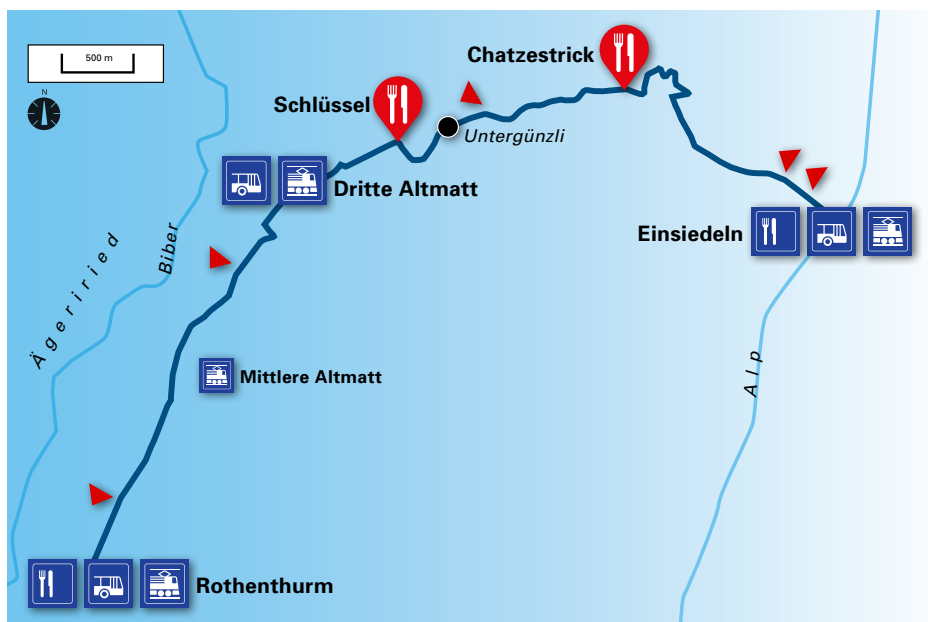 500 m
N
Chatzestrick
Schlüssel
Untergünzli
Dritte Altmatt
Einsiedeln
Biber
Ägeriried
Mittlere Altmatt
Alp
Rothenthurm